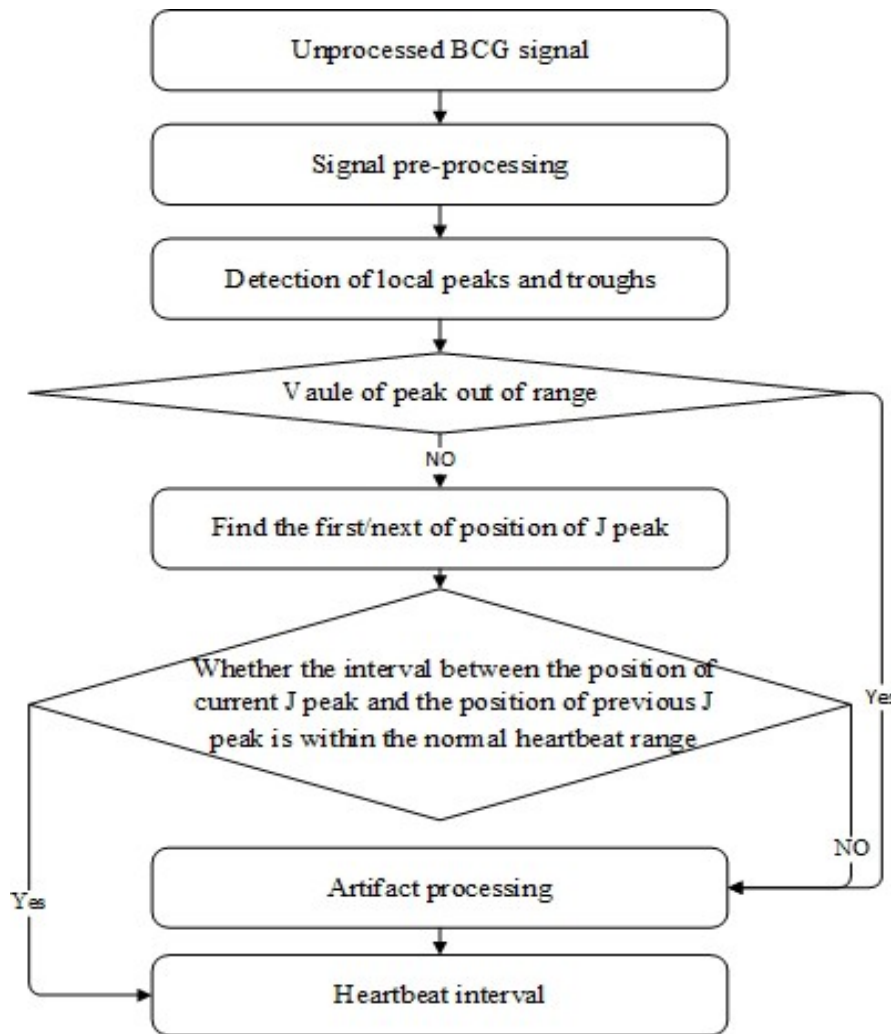 Unprocessed BCG signal
Signal pre-processing
Detection of local peaks and troughs
Vaule of peak out of range
NO
Find the first/next of position of J peak
Whether the interval between the position of
current J peak and the position of previous J
peak is within the normal heartbeat range
Yes
NO
Artifact processing
Yes
Heartbeat interval